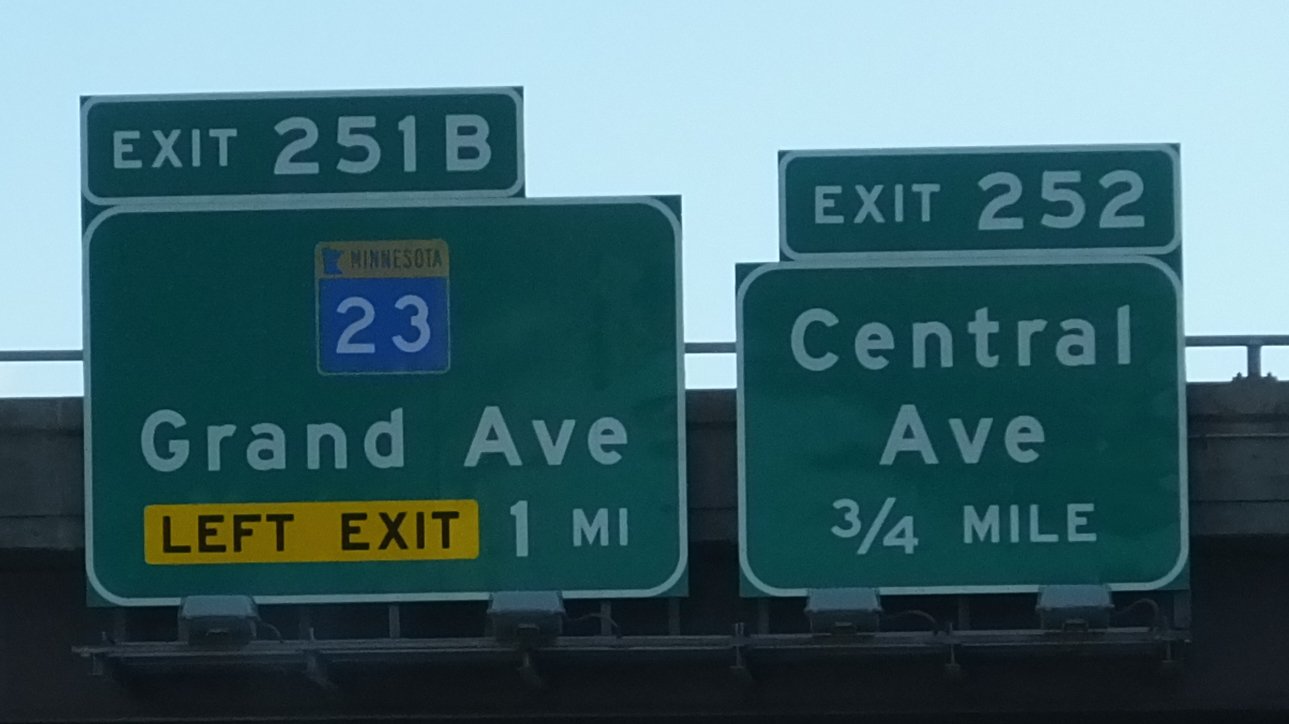 EXIT 251B
MINNESOTA
23
Grand Ave
LEFT EXIT 1 MI
EXIT 252
Central
Ave
3/4 MILE